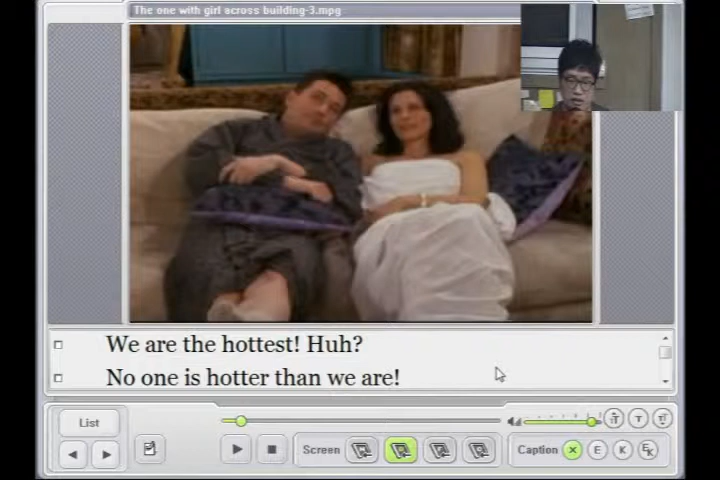 The one with girl across building-3.mpg
We are the hottest! Huh?
No one is hotter than we are!
List
Screen
Caption
X
E
K
EK